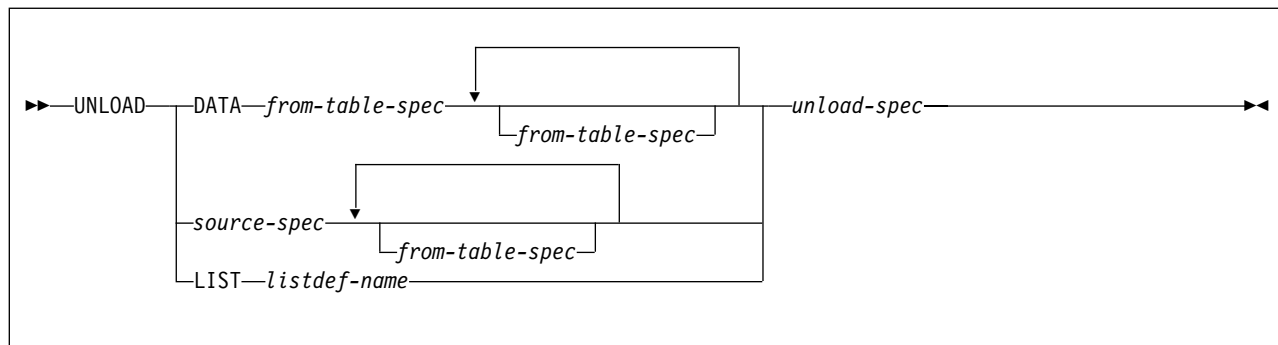 UNLOAD DATA from-table-spec unload-spec
from-table-spec
source-spec
from-table-spec
LIST listdef-name